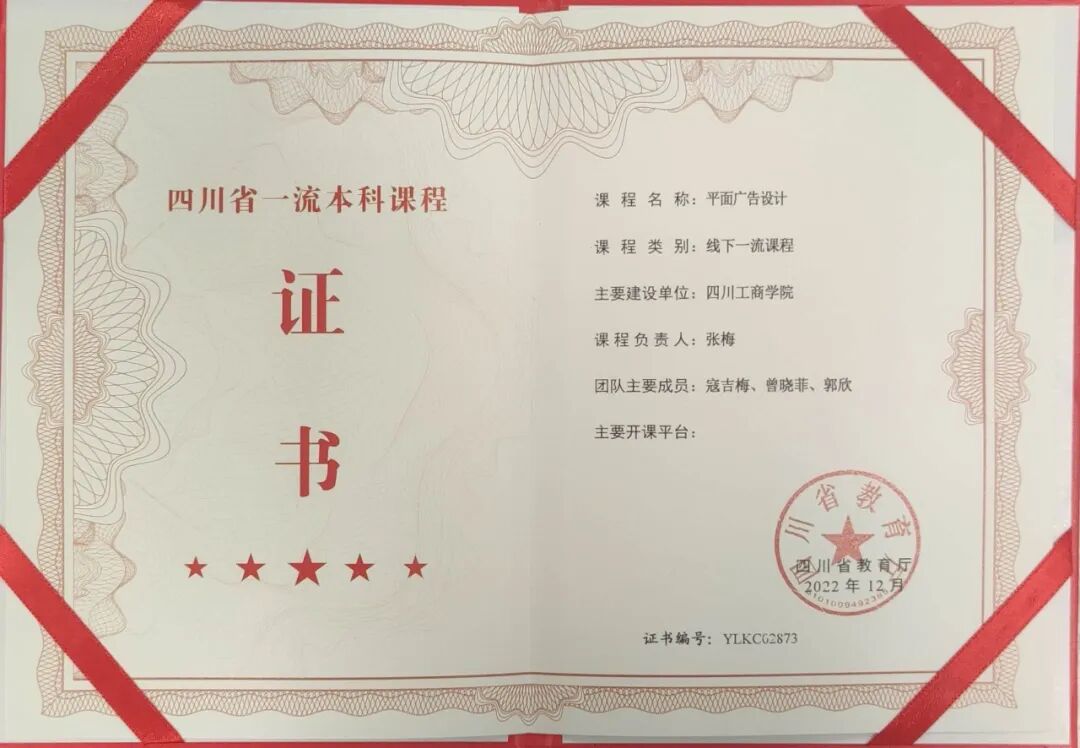 四川省一流本科课程
证
书
课程名称：平面广告设计
课程类别：线下一流课程
主要建设单位：四川工商学院
课程负责人：张梅
团队主要成员：寇吉梅、曾晓菲、郭欣
主要开课平台：
四川省教育厅
四川省教育厅
2022年12月
证书编号：YLKC02873